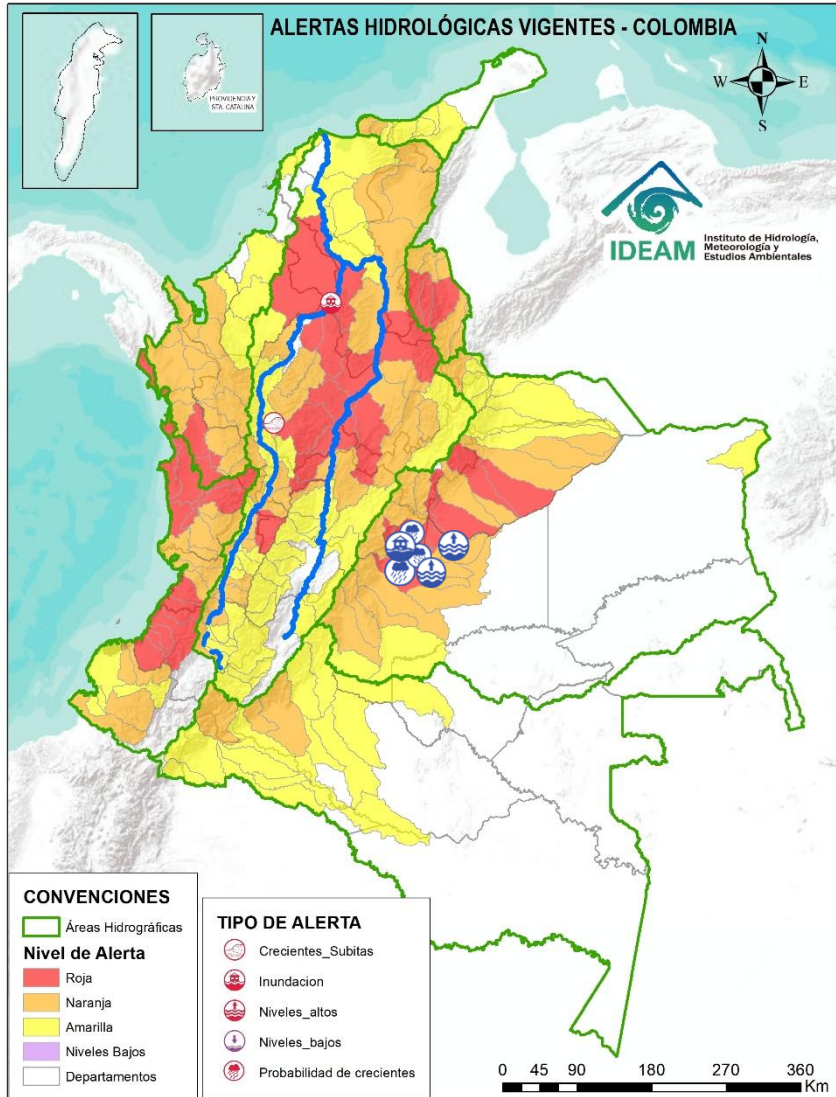 ALERTAS HIDROLÓGICAS VIGENTES - COLOMBIA
PROVIDENCIA Y
STA. CATALINA
N
W
E
S
IDEAM
Instituto de Hidrología,
Meteorología y
Estudios Ambientales
CONVENCIONES
Áreas Hidrográficas
Nivel de Alerta
Roja
Naranja
Amarilla
Niveles Bajos
Departamentos
TIPO DE ALERTA
Crecientes_Subitas
Inundacion
Niveles_altos
Niveles_bajos
Probabilidad de crecientes
0 45 90 180 270 360
Km